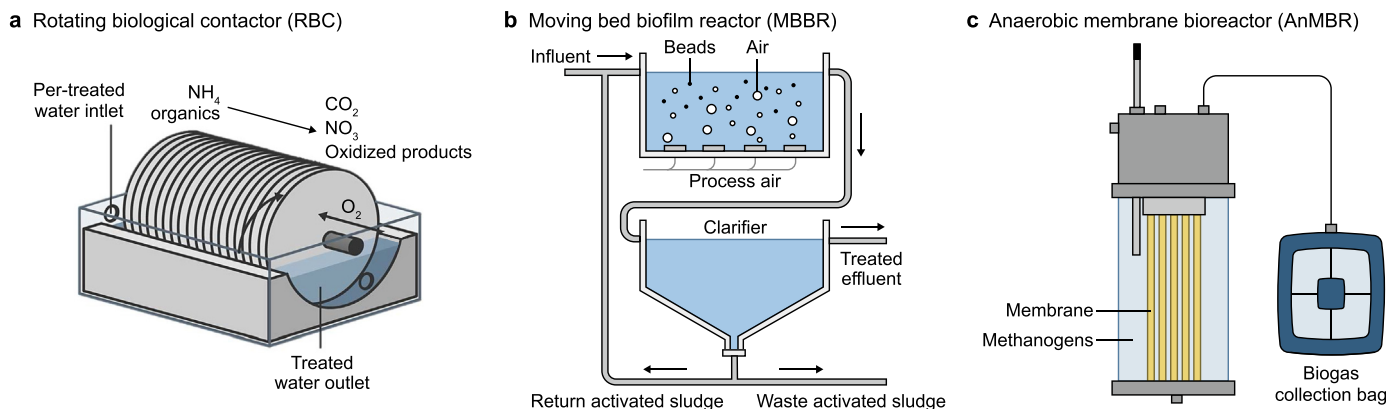 a Rotating biological contactor (RBC)
Per-treated
water intlet
NH4
organics
CO2
NO3
Oxidized products
O2
Treated
water outlet
b Moving bed biofilm reactor (MBBR)
Influent
Beads
Air
Process air
Clarifier
Treated
effluent
Return activated sludge
Waste activated sludge
c Anaerobic membrane bioreactor (AnMBR)
Membrane
Methanogens
Biogas
collection bag